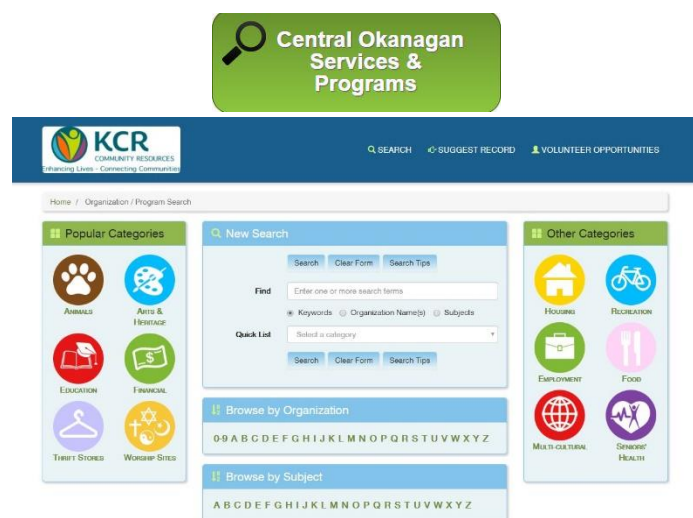 Central Okanagan
Services &
Programs
KCR
COMMUNITY RESOURCES
Enhancing Lives - Connecting Communities
SEARCH
SUGGEST RECORD
VOLUNTEER OPPORTUNITIES
Home / Organization / Program Search
Popular Categories
ANIMALS
ARTS &
HERITAGE
EDUCATION
FINANCIAL
THRIFT STORES
WORSHIP SITES
New Search
Search Clear Form Search Tips
Find Enter one or more search terms
Keywords Organization Name(s) Subjects
Quick List Select a category
Search Clear Form Search Tips
Browse by Organization
0-9 A B C D E F G H I J K L M N O P Q R S T U V W X Y Z
Browse by Subject
A B C D E F G H I J K L M N O P Q R S T U V W X Y Z
Other Categories
HOUSING
RECREATION
EMPLOYMENT
FOOD
MULTI-CULTURAL
SENIORS'
HEALTH